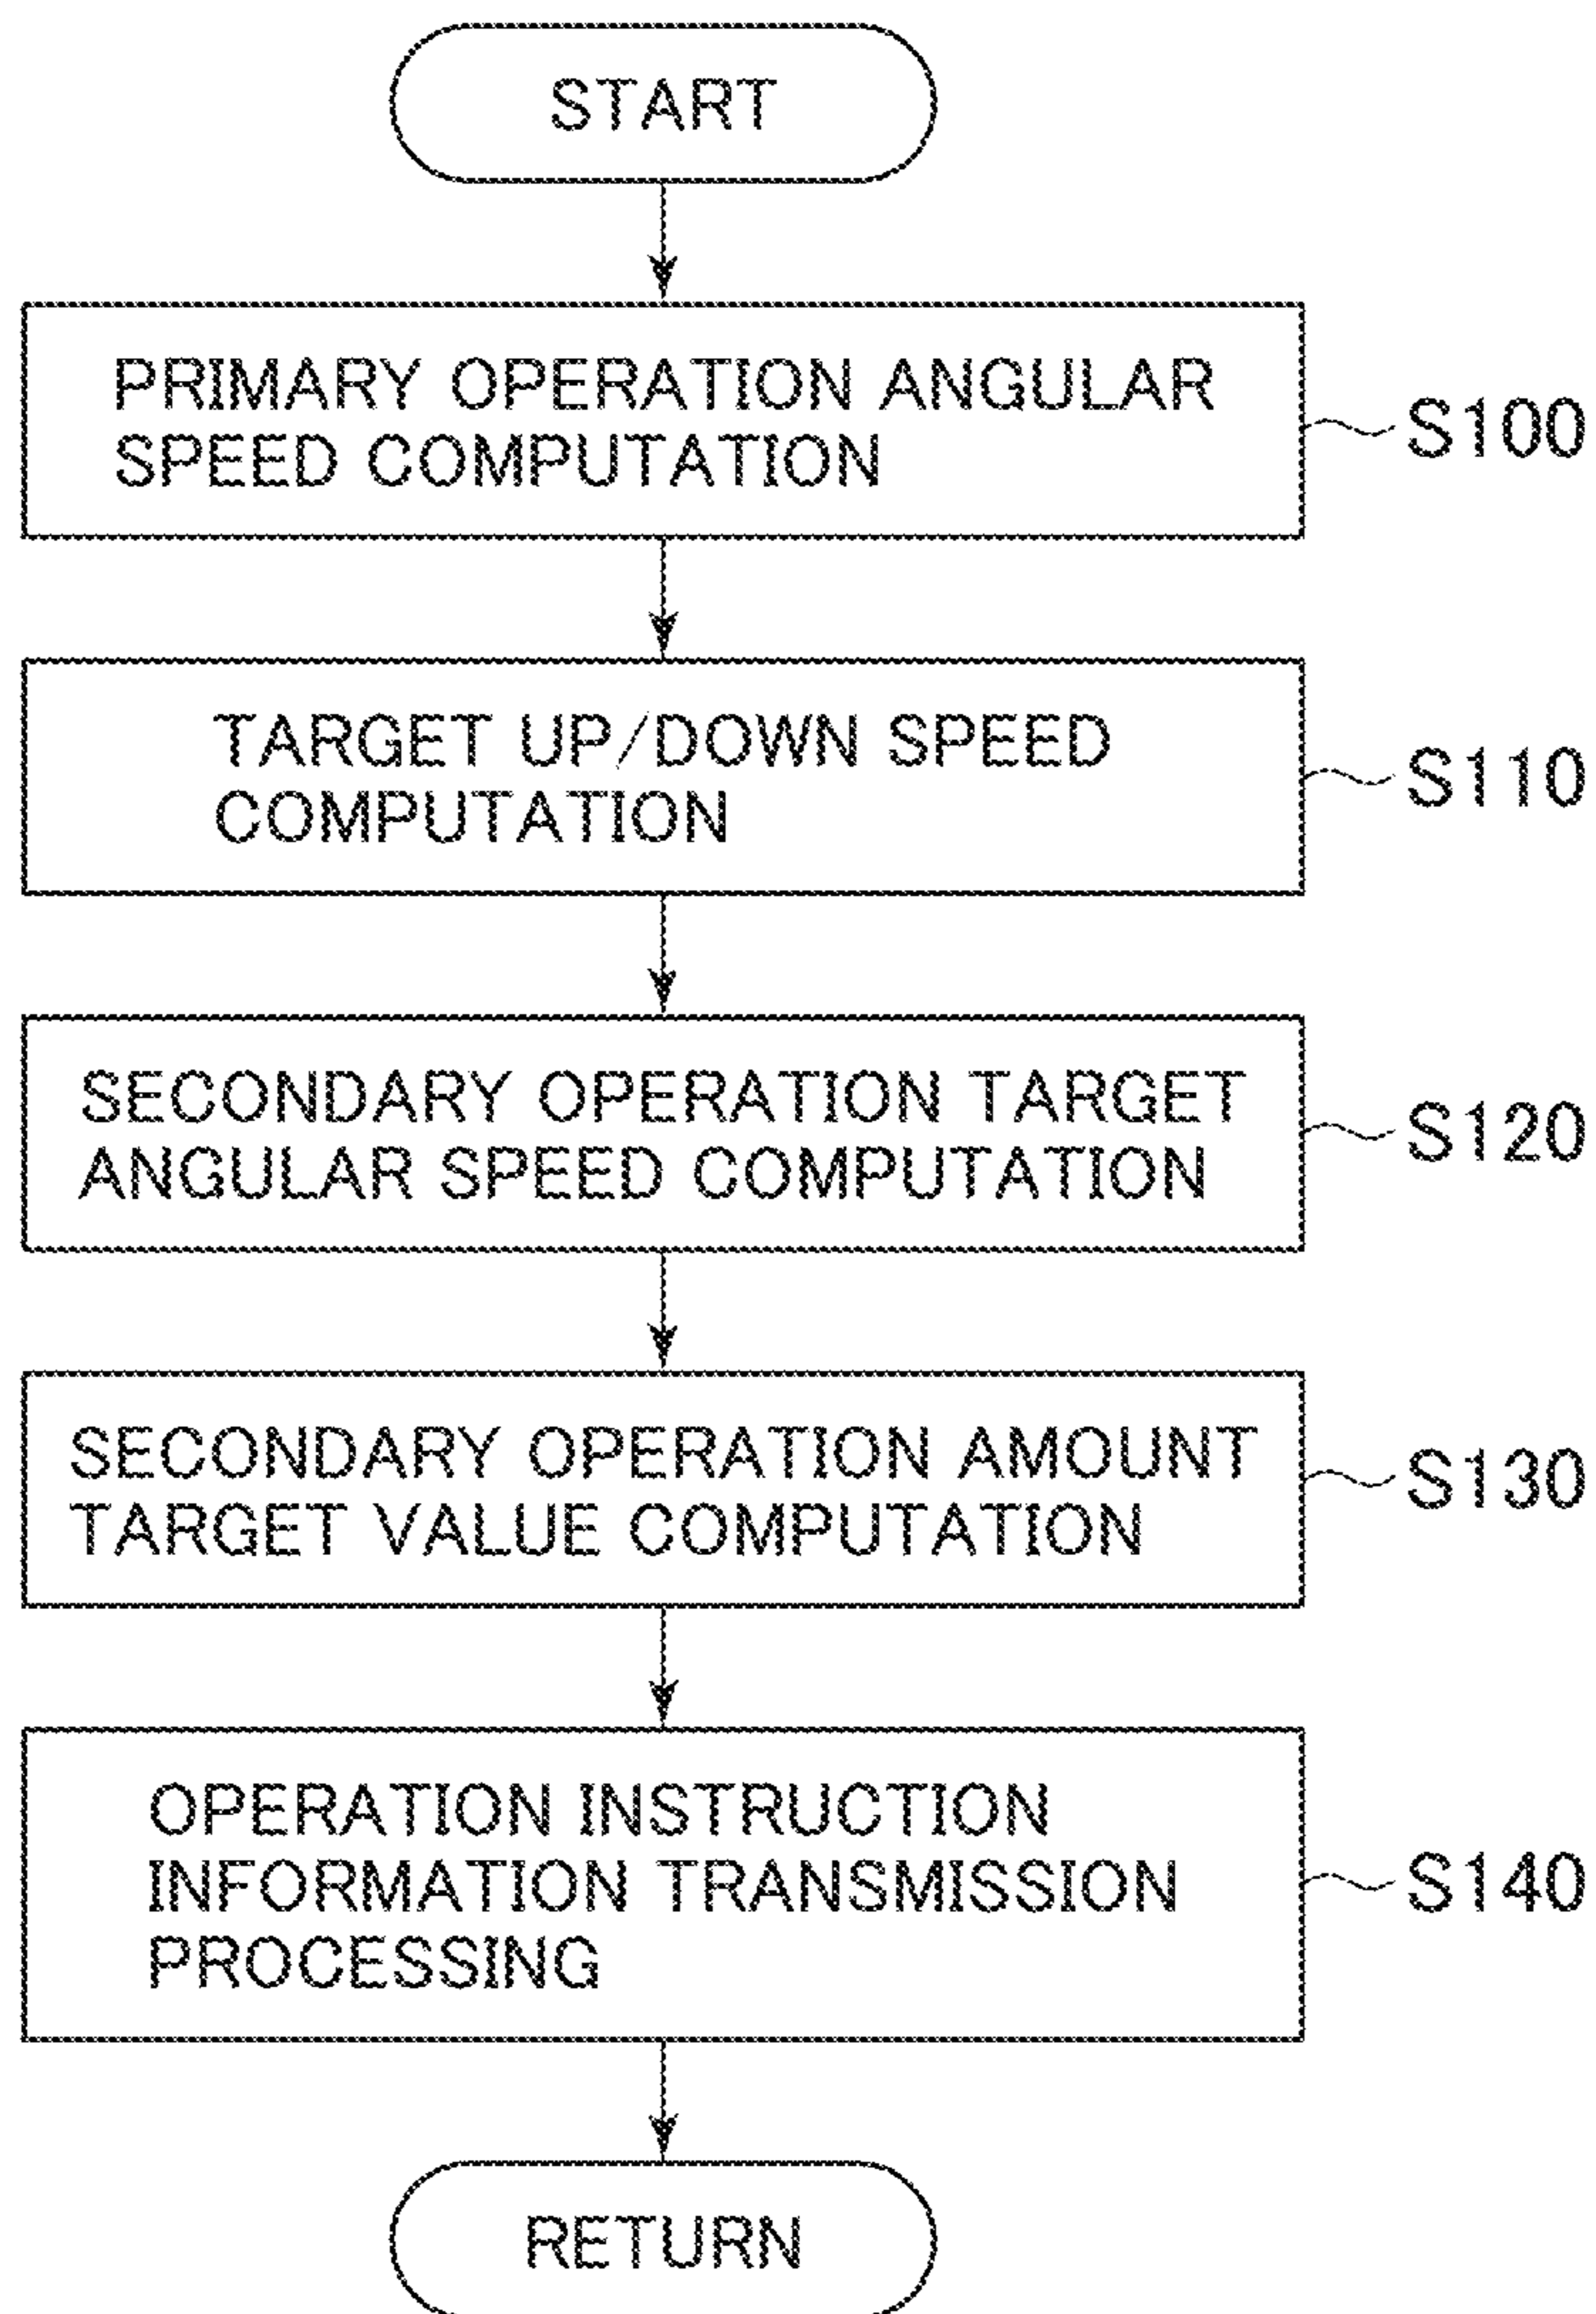 START
PRIMARY OPERATION ANGULAR
SPEED COMPUTATION
S100
TARGET UP/DOWN SPEED
COMPUTATION
S110
SECONDARY OPERATION TARGET
ANGULAR SPEED COMPUTATION
S120
SECONDARY OPERATION AMOUNT
TARGET VALUE COMPUTATION
S130
OPERATION INSTRUCTION
INFORMATION TRANSMISSION
PROCESSING
S140
RETURN